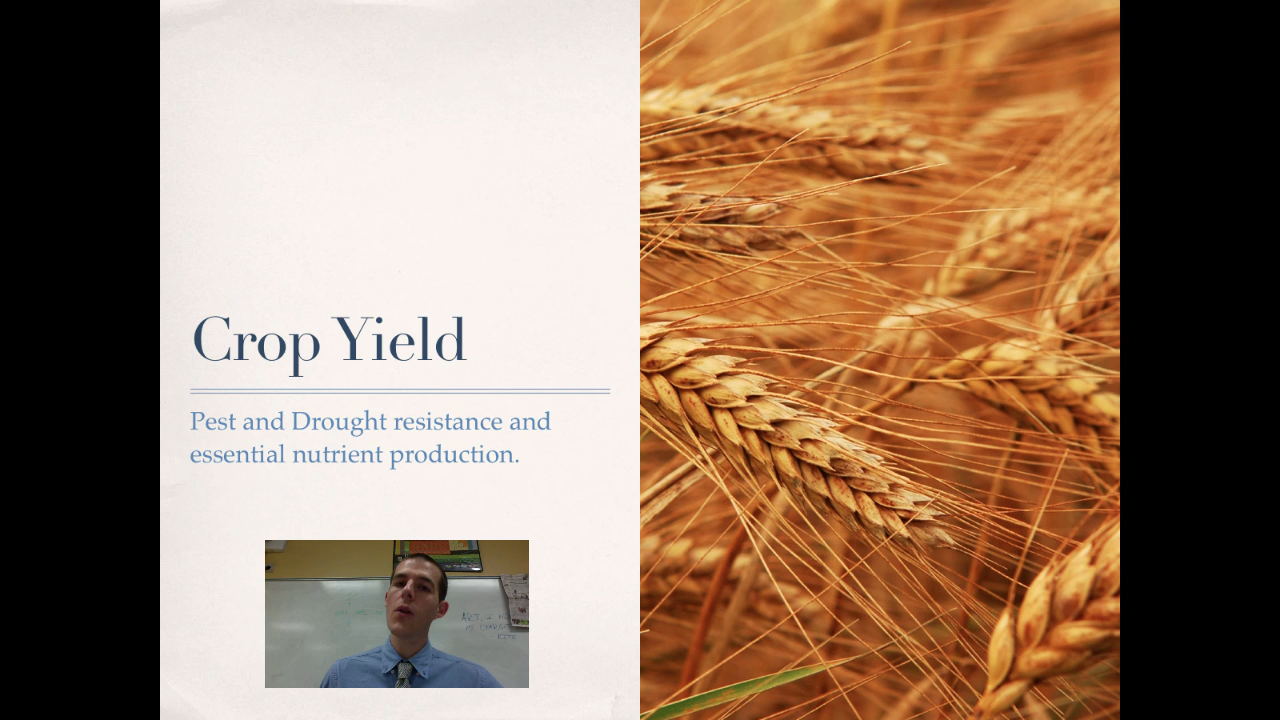 Crop Yield
Pest and Drought resistance and
essential nutrient production.